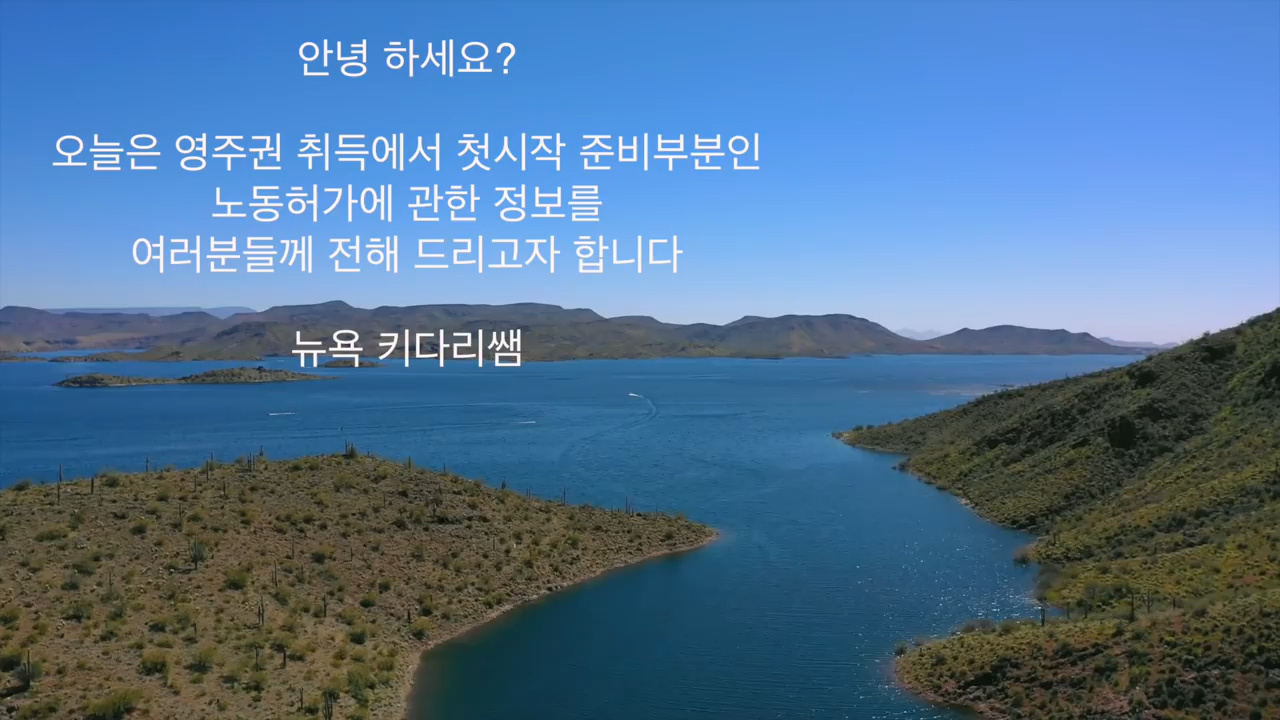 안녕 하세요?
오늘은 영주권 취득에서 첫시작 준비부분인
노동허가에 관한 정보를
여러분들께 전해 드리고자 합니다
뉴욕 키다리쌤